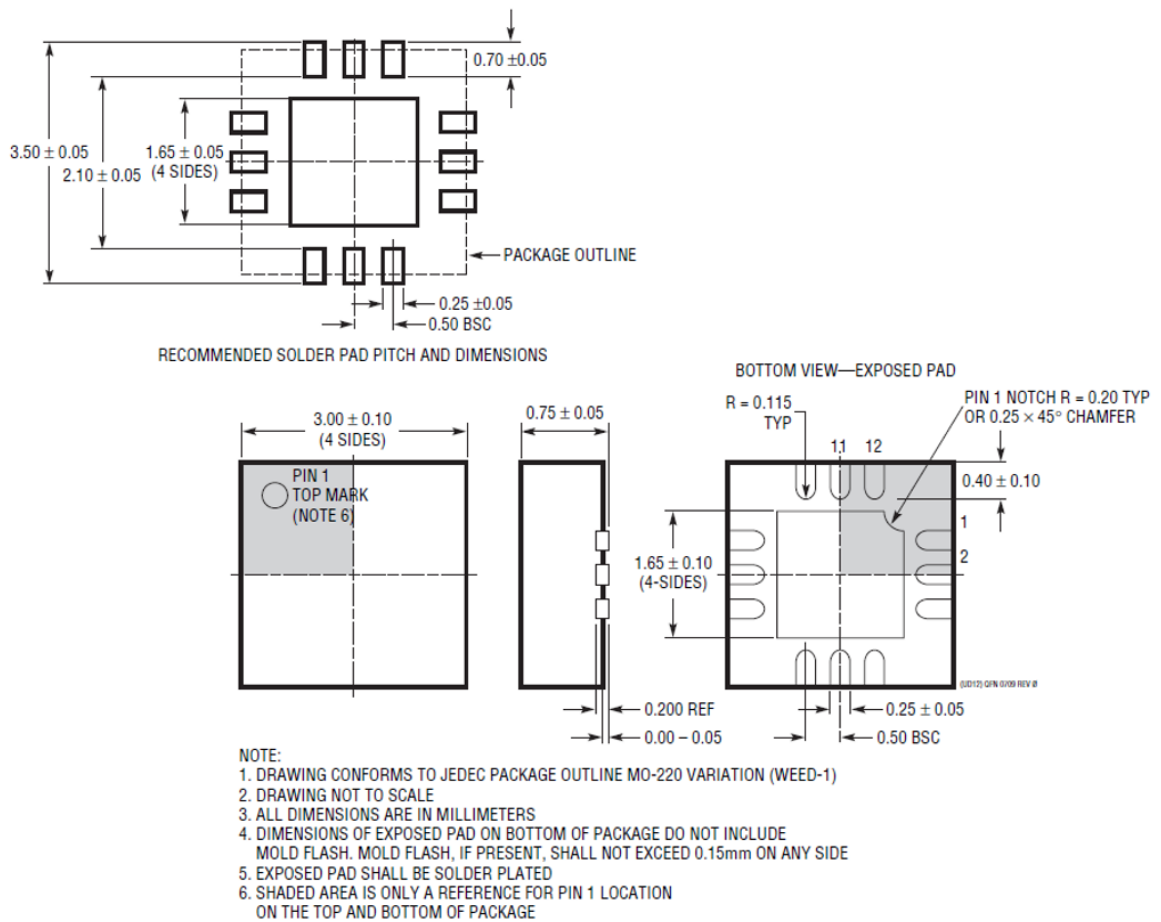 0.70 ±0.05
3.50 ± 0.05
2.10 ± 0.05
1.65 ± 0.05
(4 SIDES)
PACKAGE OUTLINE
0.25 ±0.05
0.50 BSC
RECOMMENDED SOLDER PAD PITCH AND DIMENSIONS
BOTTOM VIEW—EXPOSED PAD
3.00 ± 0.10
(4 SIDES)
0.75 ± 0.05
R = 0.115
TYP
PIN 1 NOTCH R = 0.20 TYP
OR 0.25 × 45° CHAMFER
11 12
PIN 1
TOP MARK
(NOTE 6)
0.40 ± 0.10
1
2
1.65 ± 0.10
(4-SIDES)
(UD12) QFN 0709 REV Ø
0.200 REF
0.00 – 0.05
0.25 ± 0.05
0.50 BSC
NOTE:
1. DRAWING CONFORMS TO JEDEC PACKAGE OUTLINE MO-220 VARIATION (WEED-1)
2. DRAWING NOT TO SCALE
3. ALL DIMENSIONS ARE IN MILLIMETERS
4. DIMENSIONS OF EXPOSED PAD ON BOTTOM OF PACKAGE DO NOT INCLUDE
MOLD FLASH. MOLD FLASH, IF PRESENT, SHALL NOT EXCEED 0.15mm ON ANY SIDE
5. EXPOSED PAD SHALL BE SOLDER PLATED
6. SHADED AREA IS ONLY A REFERENCE FOR PIN 1 LOCATION
ON THE TOP AND BOTTOM OF PACKAGE